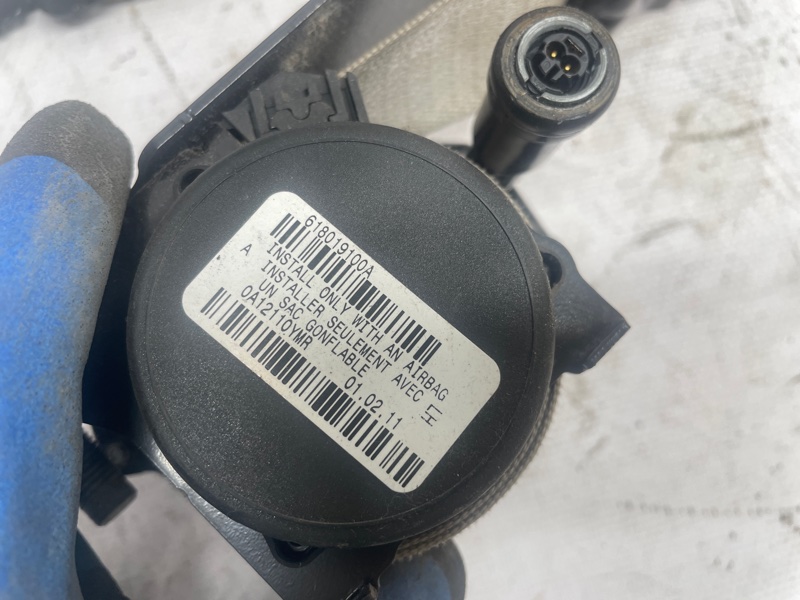 618019100A
INSTALL ONLY WITH AN AIRBAG
A INSTALLER SEULEMENT AVEC
UN SAC GONFLABLE
0A12110YMR 01.02.11